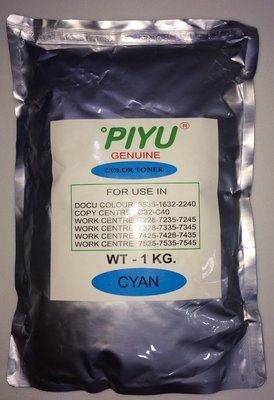 °PIYU®
GENUINE
COLOR TONER
FOR USE IN
DOCU COLOUR :3535-1632-2240
COPY CENTRE :C32-C40
WORK CENTRE :7228-7235-7245
WORK CENTRE :7328-7335-7345
WORK CENTRE :7425-7428-7435
WORK CENTRE :7525-7535-7545
WT - 1 KG.
CYAN